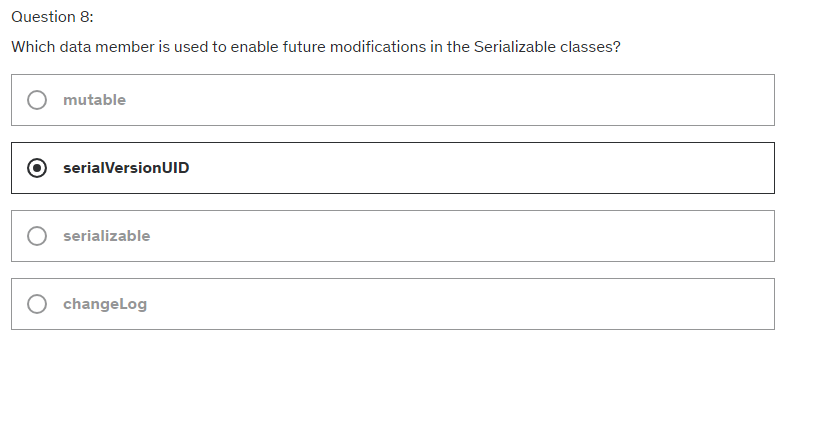 Question 8:
Which data member is used to enable future modifications in the Serializable classes?
mutable
serialVersionUID
serializable
changeLog